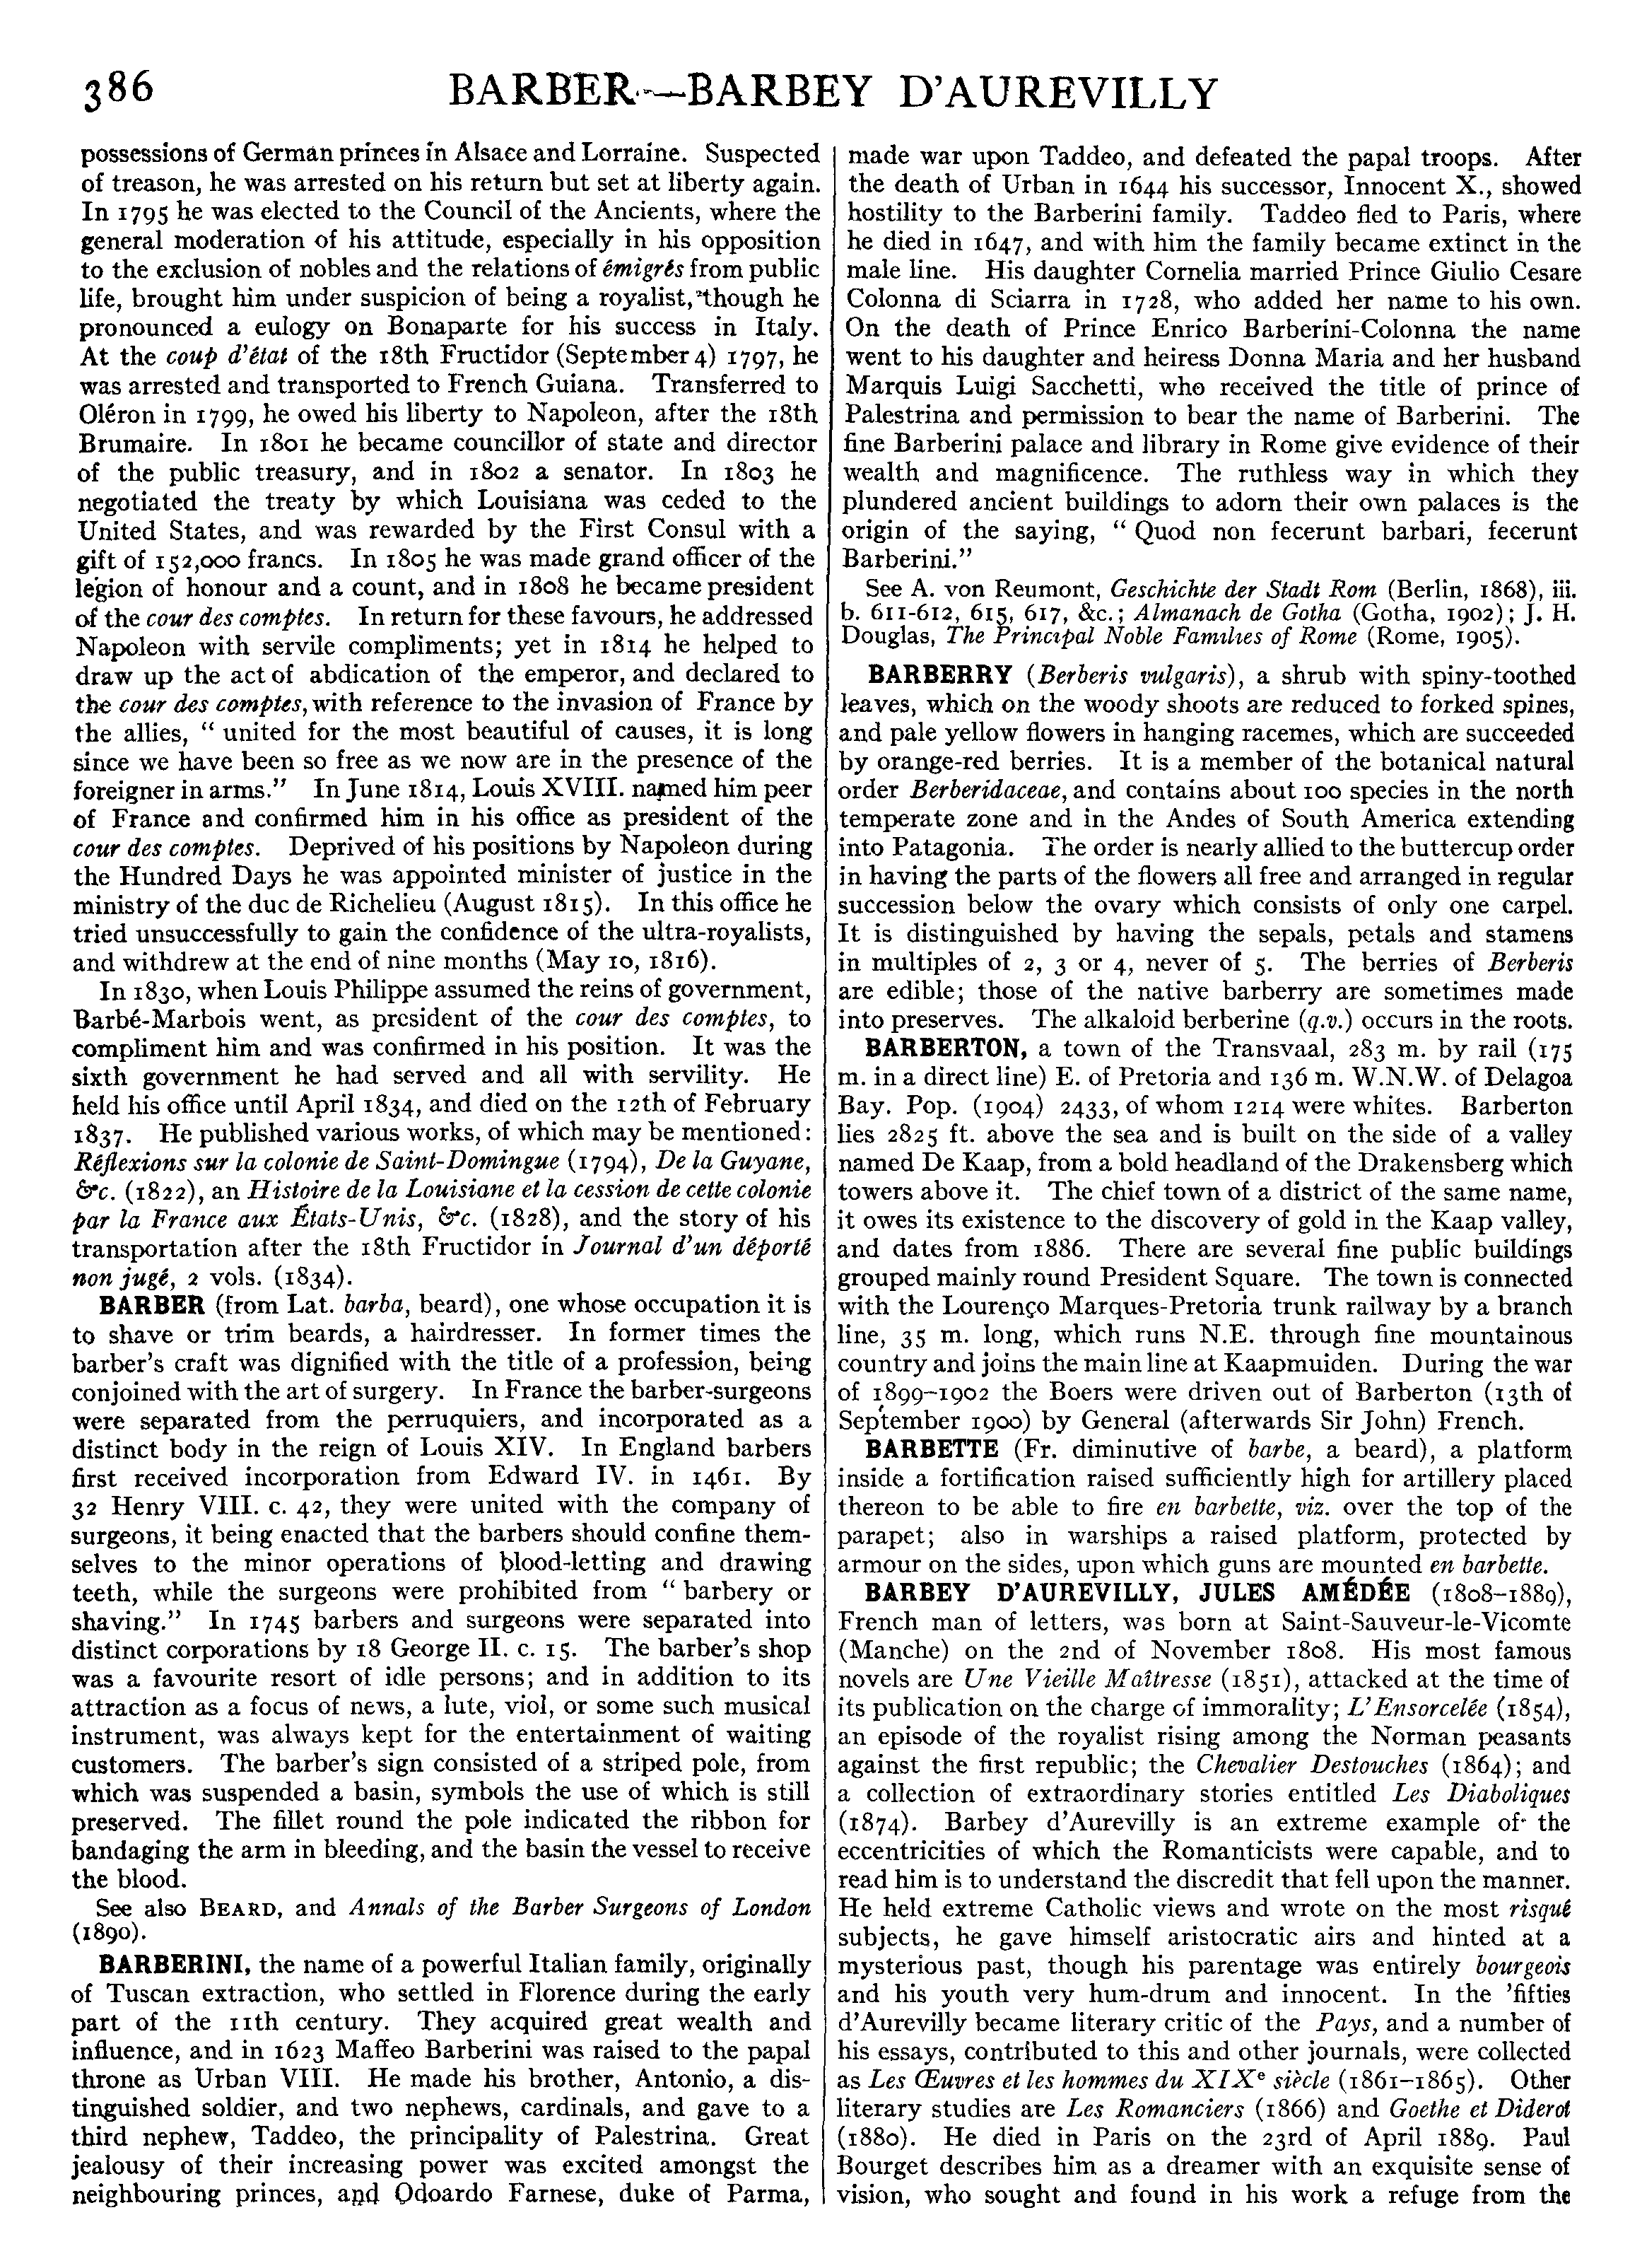 386
BARBER—BARBEY D'AUREVILLY
possessions of German princes in Alsace and Lorraine. Suspected
of treason, he was arrested on his return but set at liberty again.
In 1795 he was elected to the Council of the Ancients, where the
general moderation of his attitude, especially in his opposition
to the exclusion of nobles and the relations of émigrés from public
life, brought him under suspicion of being a royalist, though he
pronounced a eulogy on Bonaparte for his success in Italy.
At the coup d'état of the 18th Fructidor (September 4) 1797, he
was arrested and transported to French Guiana. Transferred to
Oléron in 1799, he owed his liberty to Napoleon, after the 18th
Brumaire. In 1801 he became councillor of state and director
of the public treasury, and in 1802 a senator. In 1803 he
negotiated the treaty by which Louisiana was ceded to the
United States, and was rewarded by the First Consul with a
gift of 152,000 francs. In 1805 he was made grand officer of the
legion of honour and a count, and in 1808 he became president
of the cour des comptes. In return for these favours, he addressed
Napoleon with servile compliments; yet in 1814 he helped to
draw up the act of abdication of the emperor, and declared to
the cour des comptes, with reference to the invasion of France by
the allies, " united for the most beautiful of causes, it is long
since we have been so free as we now are in the presence of the
foreigner in arms." In June 1814, Louis XVIII. named him peer
of France and confirmed him in his office as president of the
cour des comptes. Deprived of his positions by Napoleon during
the Hundred Days he was appointed minister of justice in the
ministry of the duc de Richelieu (August 1815). In this office he
tried unsuccessfully to gain the confidence of the ultra-royalists,
and withdrew at the end of nine months (May 10, 1816).
In 1830, when Louis Philippe assumed the reins of government,
Barbé-Marbois went, as president of the cour des comptes, to
compliment him and was confirmed in his position. It was the
sixth government he had served and all with servility. He
held his office until April 1834, and died on the 12th of February
1837. He published various works, of which may be mentioned:
Réflexions sur la colonie de Saint-Domingue (1794), De la Guyane,
&c. (1822), an Histoire de la Louisiane et la cession de cette colonie
par la France aux États-Unis, &c. (1828), and the story of his
transportation after the 18th Fructidor in Journal d'un déporté
non jugé, 2 vols. (1834).
BARBER (from Lat. barba, beard), one whose occupation it is
to shave or trim beards, a hairdresser. In former times the
barber's craft was dignified with the title of a profession, being
conjoined with the art of surgery. In France the barber-surgeons
were separated from the perruquiers, and incorporated as a
distinct body in the reign of Louis XIV. In England barbers
first received incorporation from Edward IV. in 1461. By
32 Henry VIII. c. 42, they were united with the company of
surgeons, it being enacted that the barbers should confine them-
selves to the minor operations of blood-letting and drawing
teeth, while the surgeons were prohibited from " barbery or
shaving." In 1745 barbers and surgeons were separated into
distinct corporations by 18 George II. c. 15. The barber's shop
was a favourite resort of idle persons; and in addition to its
attraction as a focus of news, a lute, viol, or some such musical
instrument, was always kept for the entertainment of waiting
customers. The barber's sign consisted of a striped pole, from
which was suspended a basin, symbols the use of which is still
preserved. The fillet round the pole indicated the ribbon for
bandaging the arm in bleeding, and the basin the vessel to receive
the blood.
See also BEARD, and Annals of the Barber Surgeons of London
(1890).
BARBERINI, the name of a powerful Italian family, originally
of Tuscan extraction, who settled in Florence during the early
part of the 11th century. They acquired great wealth and
influence, and in 1623 Maffeo Barberini was raised to the papal
throne as Urban VIII. He made his brother, Antonio, a dis-
tinguished soldier, and two nephews, cardinals, and gave to a
third nephew, Taddeo, the principality of Palestrina. Great
jealousy of their increasing power was excited amongst the
neighbouring princes, and Odoardo Farnese, duke of Parma,
made war upon Taddeo, and defeated the papal troops. After
the death of Urban in 1644 his successor, Innocent X., showed
hostility to the Barberini family. Taddeo fled to Paris, where
he died in 1647, and with him the family became extinct in the
male line. His daughter Cornelia married Prince Giulio Cesare
Colonna di Sciarra in 1728, who added her name to his own.
On the death of Prince Enrico Barberini-Colonna the name
went to his daughter and heiress Donna Maria and her husband
Marquis Luigi Sacchetti, who received the title of prince of
Palestrina and permission to bear the name of Barberini. The
fine Barberini palace and library in Rome give evidence of their
wealth and magnificence. The ruthless way in which they
plundered ancient buildings to adorn their own palaces is the
origin of the saying, " Quod non fecerunt barbari, fecerunt
Barberini."
See A. von Reumont, Geschichte der Stadt Rom (Berlin, 1868), iii.
b. 611-612, 615, 617, &c.; Almanach de Gotha (Gotha, 1902); J. H.
Douglas, The Principal Noble Families of Rome (Rome, 1905).
BARBERRY (Berberis vulgaris), a shrub with spiny-toothed
leaves, which on the woody shoots are reduced to forked spines,
and pale yellow flowers in hanging racemes, which are succeeded
by orange-red berries. It is a member of the botanical natural
order Berberidaceae, and contains about 100 species in the north
temperate zone and in the Andes of South America extending
into Patagonia. The order is nearly allied to the buttercup order
in having the parts of the flowers all free and arranged in regular
succession below the ovary which consists of only one carpel.
It is distinguished by having the sepals, petals and stamens
in multiples of 2, 3 or 4, never of 5. The berries of Berberis
are edible; those of the native barberry are sometimes made
into preserves. The alkaloid berberine (q.v.) occurs in the roots.
BARBERTON, a town of the Transvaal, 283 m. by rail (175
m. in a direct line) E. of Pretoria and 136 m. W.N.W. of Delagoa
Bay. Pop. (1904) 2433, of whom 1214 were whites. Barberton
lies 2825 ft. above the sea and is built on the side of a valley
named De Kaap, from a bold headland of the Drakensberg which
towers above it. The chief town of a district of the same name,
it owes its existence to the discovery of gold in the Kaap valley,
and dates from 1886. There are several fine public buildings
grouped mainly round President Square. The town is connected
with the Lourenço Marques-Pretoria trunk railway by a branch
line, 35 m. long, which runs N.E. through fine mountainous
country and joins the main line at Kaapmuiden. During the war
of 1899-1902 the Boers were driven out of Barberton (13th of
September 1900) by General (afterwards Sir John) French.
BARBETTE (Fr. diminutive of barbe, a beard), a platform
inside a fortification raised sufficiently high for artillery placed
thereon to be able to fire en barbette, viz. over the top of the
parapet; also in warships a raised platform, protected by
armour on the sides, upon which guns are mounted en barbette.
BARBEY D'AUREVILLY, JULES AMÉDÉE (1808-1889),
French man of letters, was born at Saint-Sauveur-le-Vicomte
(Manche) on the 2nd of November 1808. His most famous
novels are Une Vieille Maîtresse (1851), attacked at the time of
its publication on the charge of immorality; L'Ensorcelée (1854),
an episode of the royalist rising among the Norman peasants
against the first republic; the Chevalier Destouches (1864); and
a collection of extraordinary stories entitled Les Diaboliques
(1874). Barbey d'Aurevilly is an extreme example of the
eccentricities of which the Romanticists were capable, and to
read him is to understand the discredit that fell upon the manner.
He held extreme Catholic views and wrote on the most risqué
subjects, he gave himself aristocratic airs and hinted at a
mysterious past, though his parentage was entirely bourgeois
and his youth very hum-drum and innocent. In the 'fifties
d'Aurevilly became literary critic of the Pays, and a number of
his essays, contributed to this and other journals, were collected
as Les Œuvres et les hommes du XIXe siècle (1861-1865). Other
literary studies are Les Romanciers (1866) and Goethe et Diderot
(1880). He died in Paris on the 23rd of April 1889. Paul
Bourget describes him as a dreamer with an exquisite sense of
vision, who sought and found in his work a refuge from the